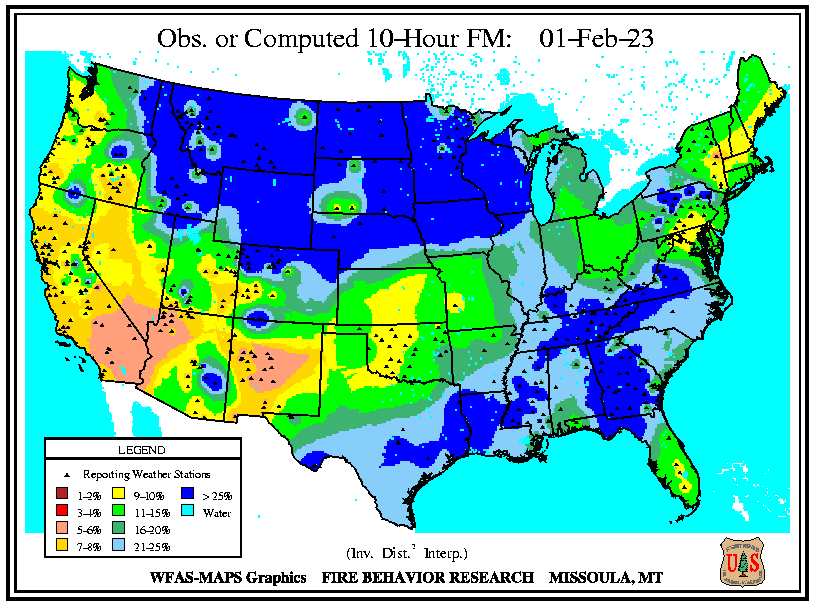 Obs. or Computed 10-Hour FM: 01-Feb-23
LEGEND
Reporting Weather Stations
1-2% 9-10% > 25%
3-4% 11-15% Water
5-6% 16-20%
7-8% 21-25%
(Inv. Dist.² Interp.)
WFAS-MAPS Graphics FIRE BEHAVIOR RESEARCH MISSOULA, MT
U S